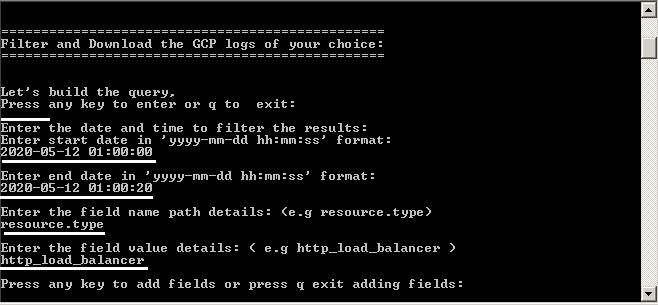 ================================================
Filter and Download the GCP logs of your choice:
================================================
Let's build the query,
Press any key to enter or q to  exit:
Enter the date and time to filter the results:
Enter start date in 'yyyy-mm-dd hh:mm:ss' format:
2020-05-12 01:00:00
Enter end date in 'yyyy-mm-dd hh:mm:ss' format:
2020-05-12 01:00:20
Enter the field name path details: (e.g resource.type)
resource.type
Enter the field value details: ( e.g http_load_balancer )
http_load_balancer
Press any key to add fields or press q exit adding fields: